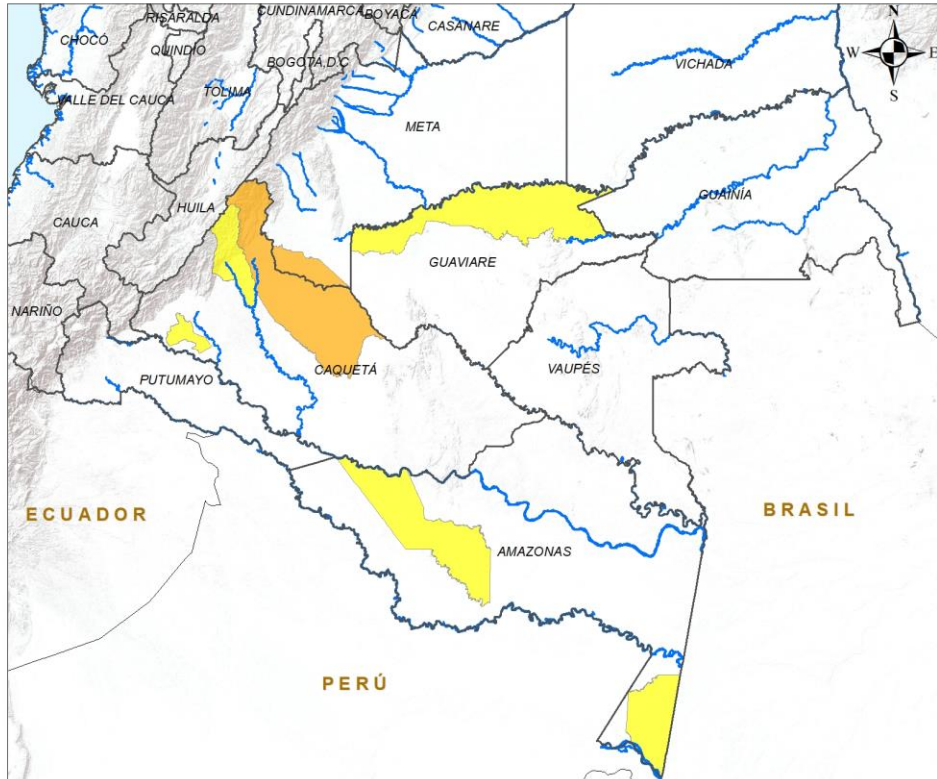 RISARALDA
CUNDINAMARCA
BOYACÁ
CASANARE
N
CHOCÓ
QUINDIO
BOGOTÁ, D.C
VICHADA
W
E
S
VALLE DEL CAUCA
TOLIMA
META
HUILA
GUAINÍA
CAUCA
GUAVIARE
NARIÑO
CAQUETÁ
VAUPÉS
PUTUMAYO
ECUADOR
BRASIL
AMAZONAS
PERÚ